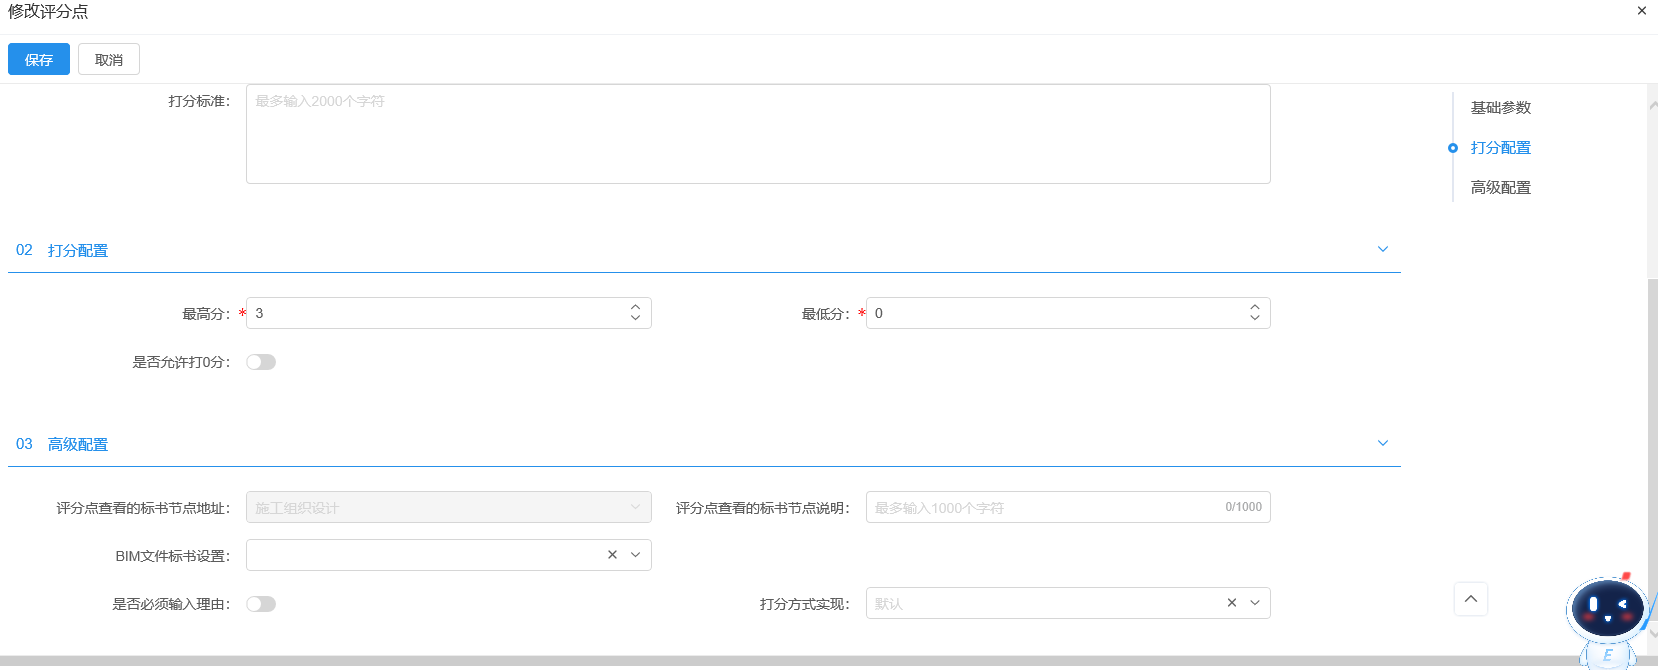 修改评分点
保存
取消
打分标准：
最多输入2000个字符
基础参数
打分配置
高级配置
02 打分配置
最高分：
*
3
最低分：
*
0
是否允许打0分：
03 高级配置
评分点查看的标书节点地址：
施工组织设计
评分点查看的标书节点说明：
最多输入1000个字符
0/1000
BIM文件标书设置：
是否必须输入理由：
打分方式实现：
默认
E